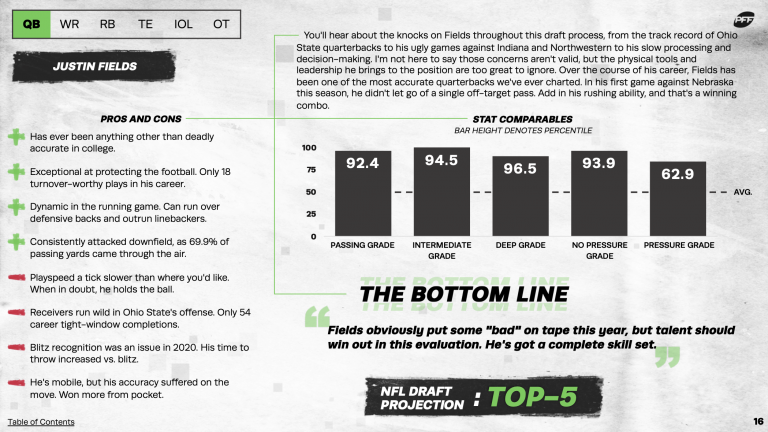 QB WR RB TE IOL OT
PFF
JUSTIN FIELDS
You'll hear about the knocks on Fields throughout this draft process, from the track record of Ohio
State quarterbacks to his ugly games against Indiana and Northwestern to his slow processing and
decision-making. I'm not here to say those concerns aren't valid, but the physical tools and
leadership he brings to the position are too great to ignore. Over the course of his career, Fields has
been one of the most accurate quarterbacks we've ever charted. In his first game against Nebraska
this season, he didn't let go of a single off-target pass. Add in his rushing ability, and that's a winning
combo.
PROS AND CONS
Has ever been anything other than deadly
accurate in college.
Exceptional at protecting the football. Only 18
turnover-worthy plays in his career.
Dynamic in the running game. Can run over
defensive backs and outrun linebackers.
Consistently attacked downfield, as 69.9% of
passing yards came through the air.
Playspeed a tick slower than where you'd like.
When in doubt, he holds the ball.
Receivers run wild in Ohio State's offense. Only 54
career tight-window completions.
Blitz recognition was an issue in 2020. His time to
throw increased vs. blitz.
He's mobile, but his accuracy suffered on the
move. Won more from pocket.
STAT COMPARABLES
BAR HEIGHT DENOTES PERCENTILE
100
75
50
25
0
92.4 94.5 96.5 93.9 62.9
AVG.
PASSING GRADE INTERMEDIATE DEEP GRADE NO PRESSURE PRESSURE GRADE
GRADE GRADE
THE BOTTOM LINE
Fields obviously put some "bad" on tape this year, but talent should
win out in this evaluation. He's got a complete skill set.
NFL DRAFT
PROJECTION : TOP-5
Table of Contents
16